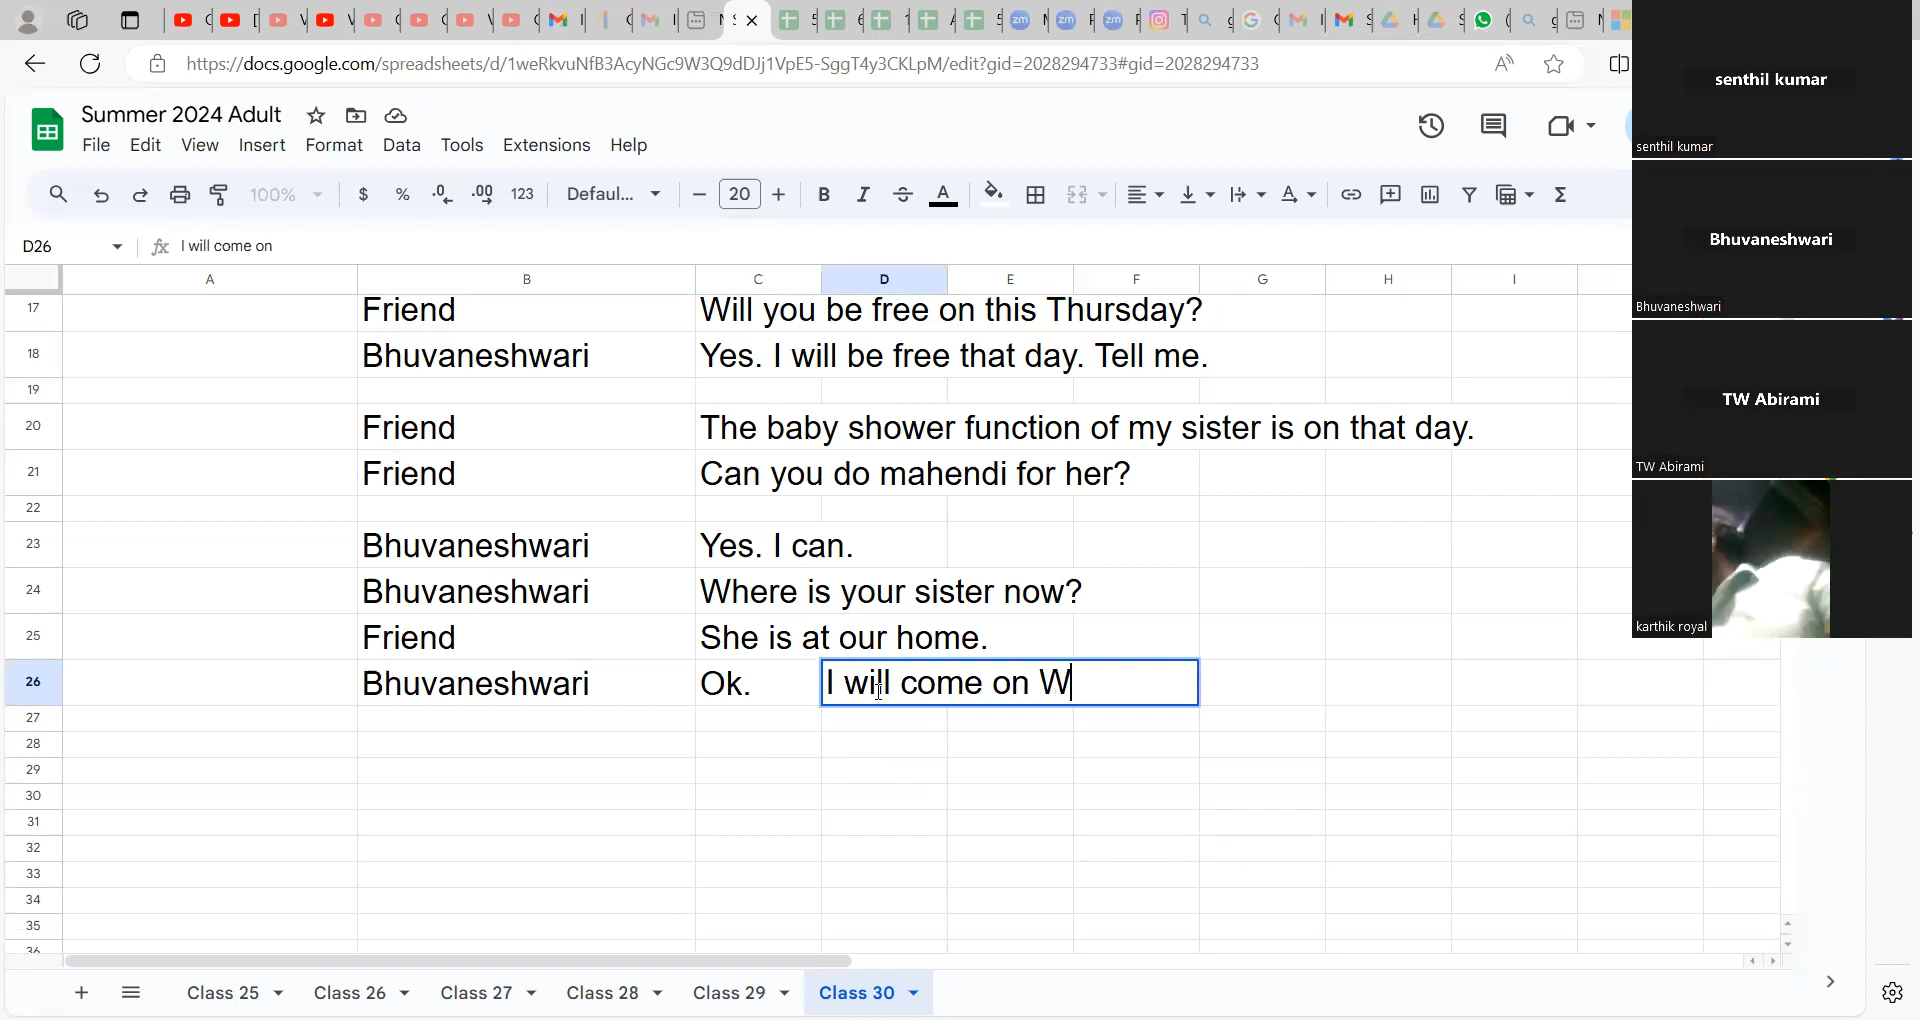 https://docs.google.com/spreadsheets/d/1weRkvuNfB3AcyNGc9W3Q9dDJj1VpE5-SggT4y3CKLpM/edit?gid=2028294733#gid=2028294733
Summer 2024 Adult
File Edit View Insert Format Data Tools Extensions Help
100% $ % .0 .00 123 Defaul... 20 B I A
D26 fx I will come on
A B C D E F G H I
17 Friend Will you be free on this Thursday?
18 Bhuvaneshwari Yes. I will be free that day. Tell me.
19
20 Friend The baby shower function of my sister is on that day.
21 Friend Can you do mahendi for her?
22
23 Bhuvaneshwari Yes. I can.
24 Bhuvaneshwari Where is your sister now?
25 Friend She is at our home.
26 Bhuvaneshwari Ok. I will come on W
27
28
29
30
31
32
33
34
35
36
Class 25 Class 26 Class 27 Class 28 Class 29 Class 30
senthil kumar
senthil kumar
Bhuvaneshwari
Bhuvaneshwari
TW Abirami
TW Abirami
karthik royal